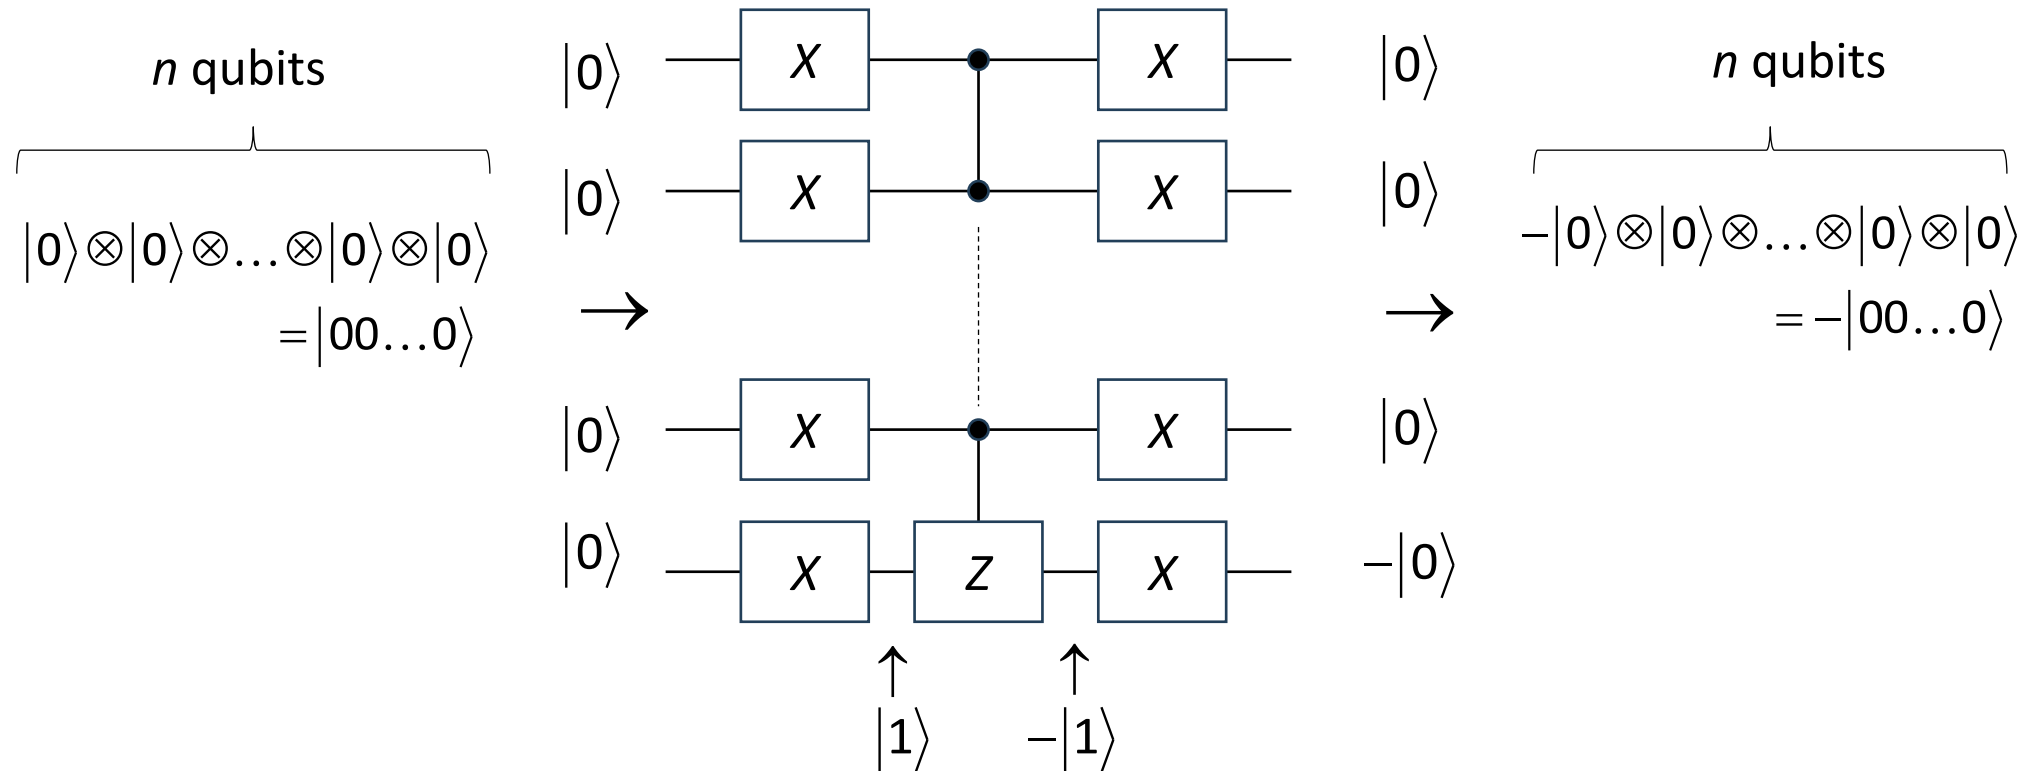 n qubits
|0⟩⊗|0⟩⊗…⊗|0⟩⊗|0⟩
=|00…0⟩
|0⟩ X X |0⟩
|0⟩ X X |0⟩
→ →
|0⟩ X X |0⟩
|0⟩ X Z X −|0⟩
|1⟩ −|1⟩
n qubits
−|0⟩⊗|0⟩⊗…⊗|0⟩⊗|0⟩
=−|00…0⟩